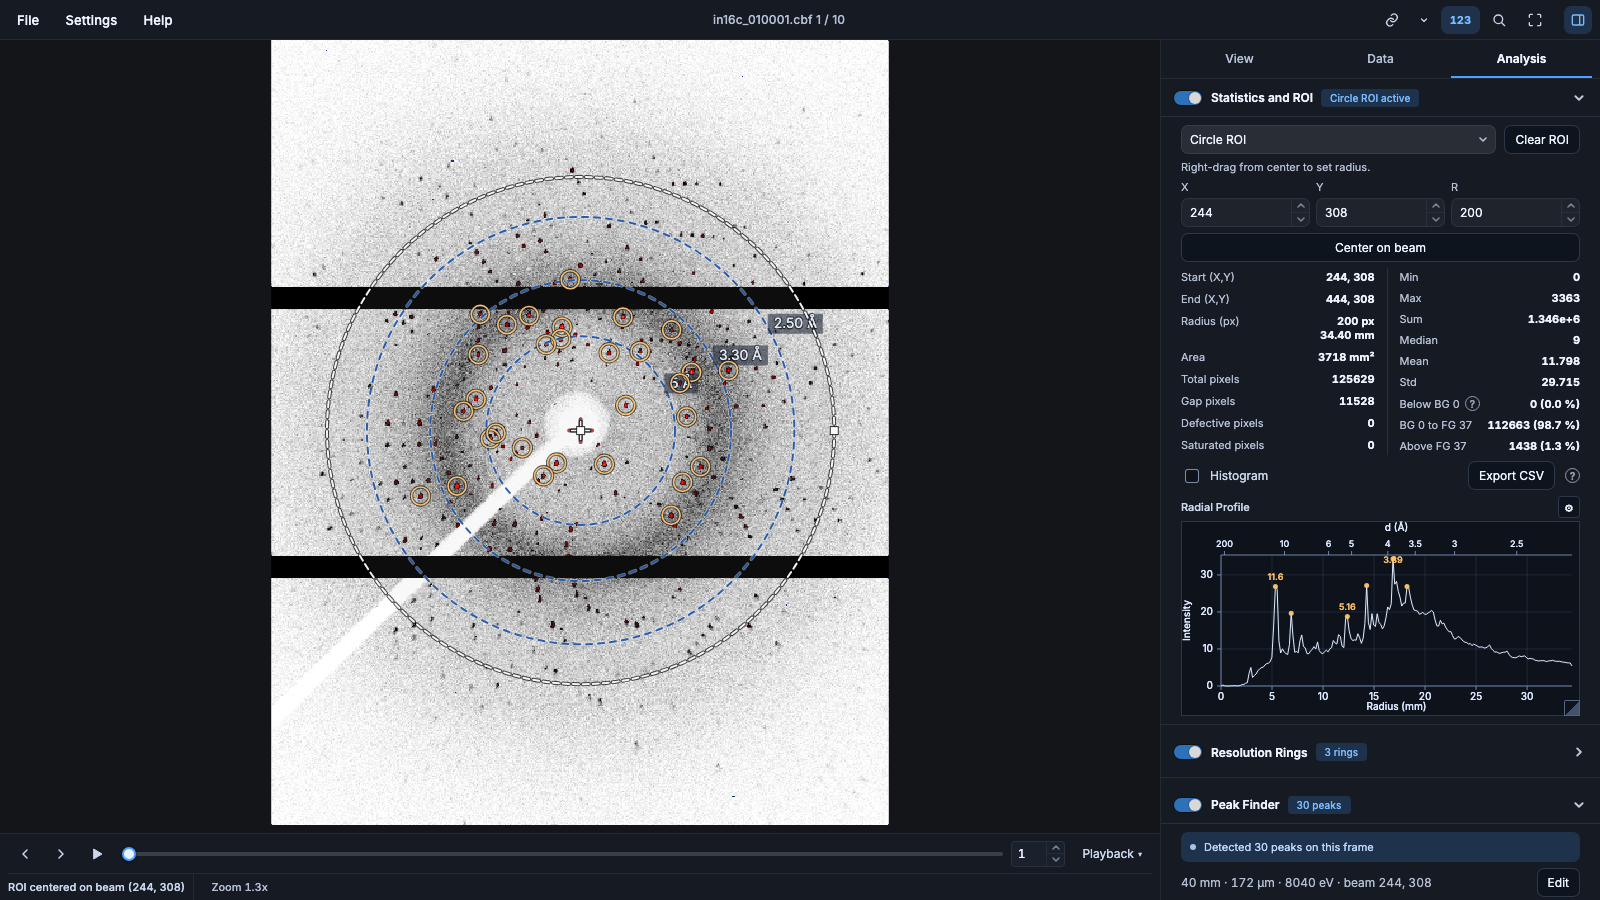 File Settings Help
in16c_010001.cbf 1 / 10
123
View Data Analysis
Statistics and ROI Circle ROI active
Circle ROI
Clear ROI
Right-drag from center to set radius.
X Y R
244 308 200
Center on beam
Start (X,Y) 244, 308
End (X,Y) 444, 308
Radius (px) 200 px
34.40 mm
Area 3718 mm²
Total pixels 125629
Gap pixels 11528
Defective pixels 0
Saturated pixels 0
Min 0
Max 3363
Sum 1.346e+6
Median 9
Mean 11.798
Std 29.715
Below BG 0 ? 0 (0.0 %)
BG 0 to FG 37 112663 (98.7 %)
Above FG 37 1438 (1.3 %)
Histogram
Export CSV ?
Radial Profile
d (Å)
200 10 6 5 4 3.5 3 2.5
Intensity
30
20
10
0
11.6
5.16
0 5 10 15 20 25 30
Radius (mm)
Resolution Rings 3 rings
Peak Finder 30 peaks
Detected 30 peaks on this frame
40 mm · 172 µm · 8040 eV · beam 244, 308
Edit
2.50 Å
3.30 Å
1
Playback
ROI centered on beam (244, 308)
Zoom 1.3x